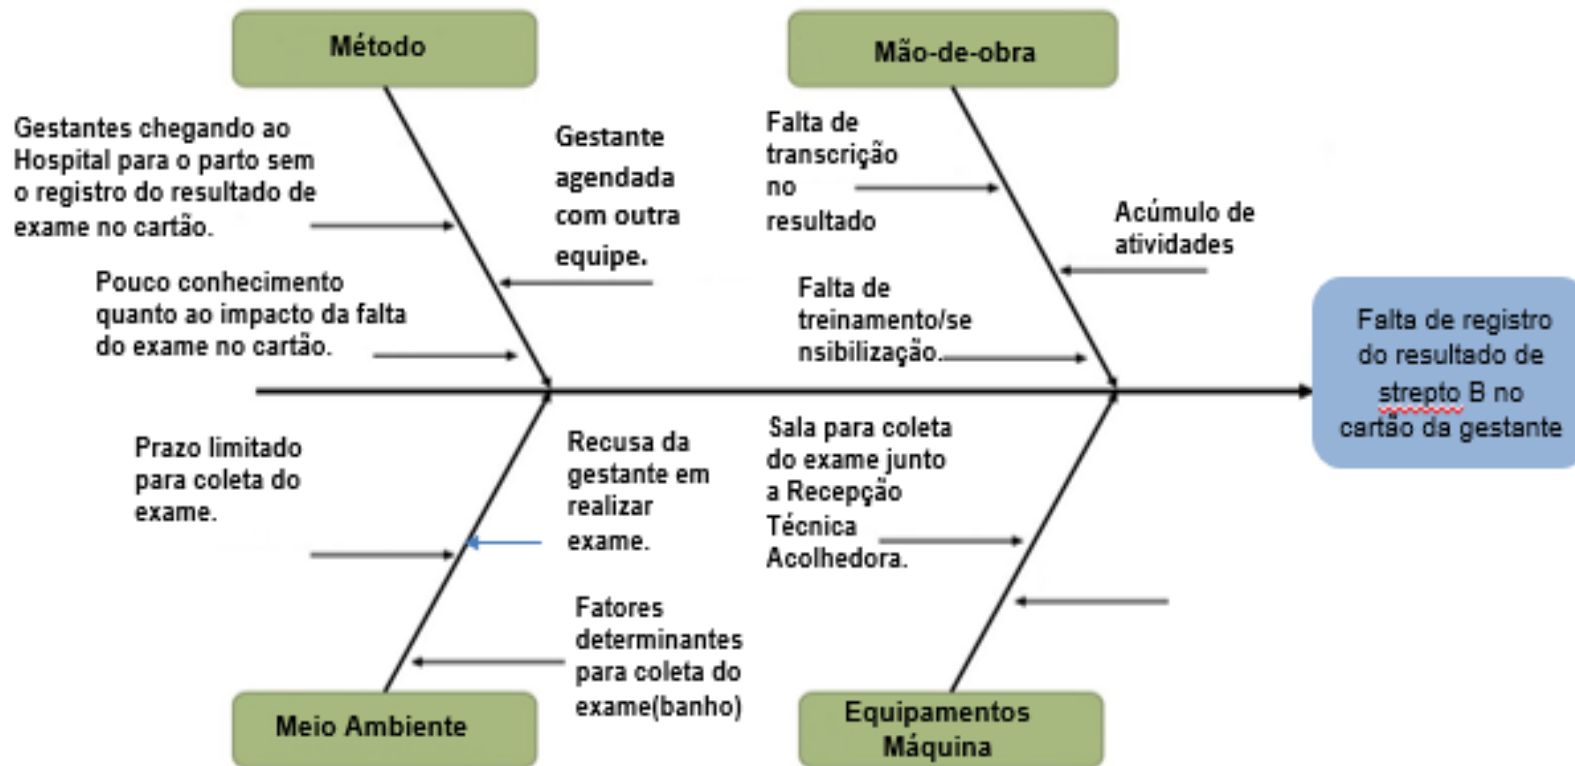 Método
Mão-de-obra
Gestantes chegando ao
Hospital para o parto sem
o registro do resultado de
exame no cartão.
Gestante
agendada
com outra
equipe.
Pouco conhecimento
quanto ao impacto da falta
do exame no cartão.
Falta de
transcrição
no
resultado
Acúmulo de
atividades
Falta de
treinamento/se
nsibilização.
Falta de registro
do resultado de
strepto B no
cartão da gestante
Prazo limitado
para coleta do
exame.
Recusa da
gestante em
realizar
exame.
Fatores
determinantes
para coleta do
exame(banho)
Sala para coleta
do exame junto
a Recepção
Técnica
Acolhedora.
Meio Ambiente
Equipamentos
Máquina